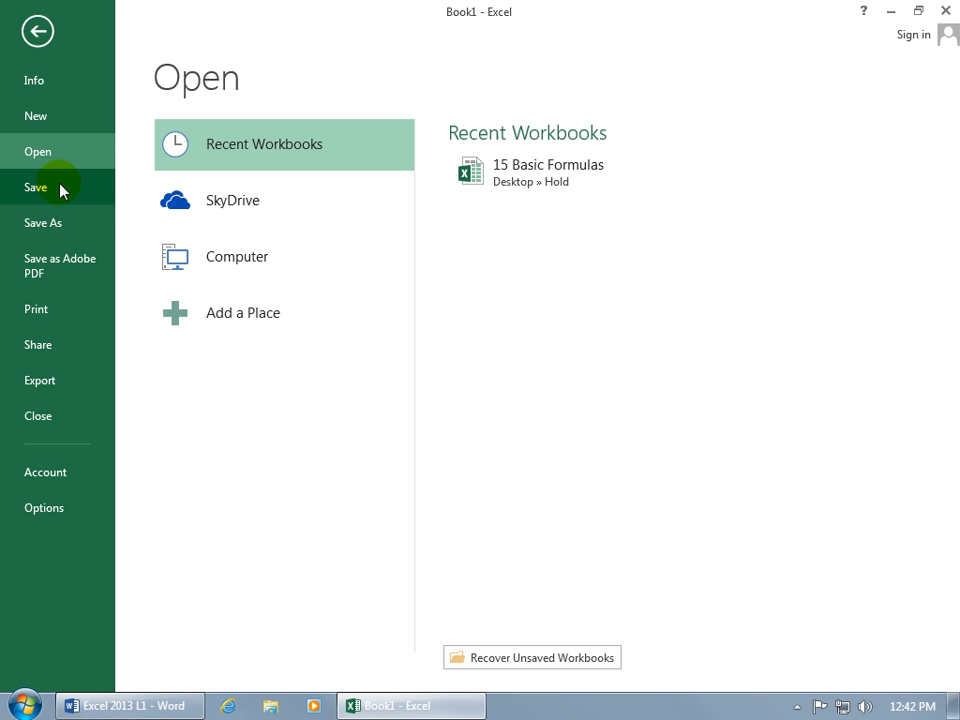 Book1 - Excel
?
Sign in
Info
New
Open
Save
Save As
Save as Adobe
PDF
Print
Share
Export
Close
Account
Options
Open
Recent Workbooks
SkyDrive
Computer
Add a Place
Recent Workbooks
15 Basic Formulas
Desktop » Hold
Recover Unsaved Workbooks
Excel 2013 L1 - Word
Book1 - Excel
12:42 PM